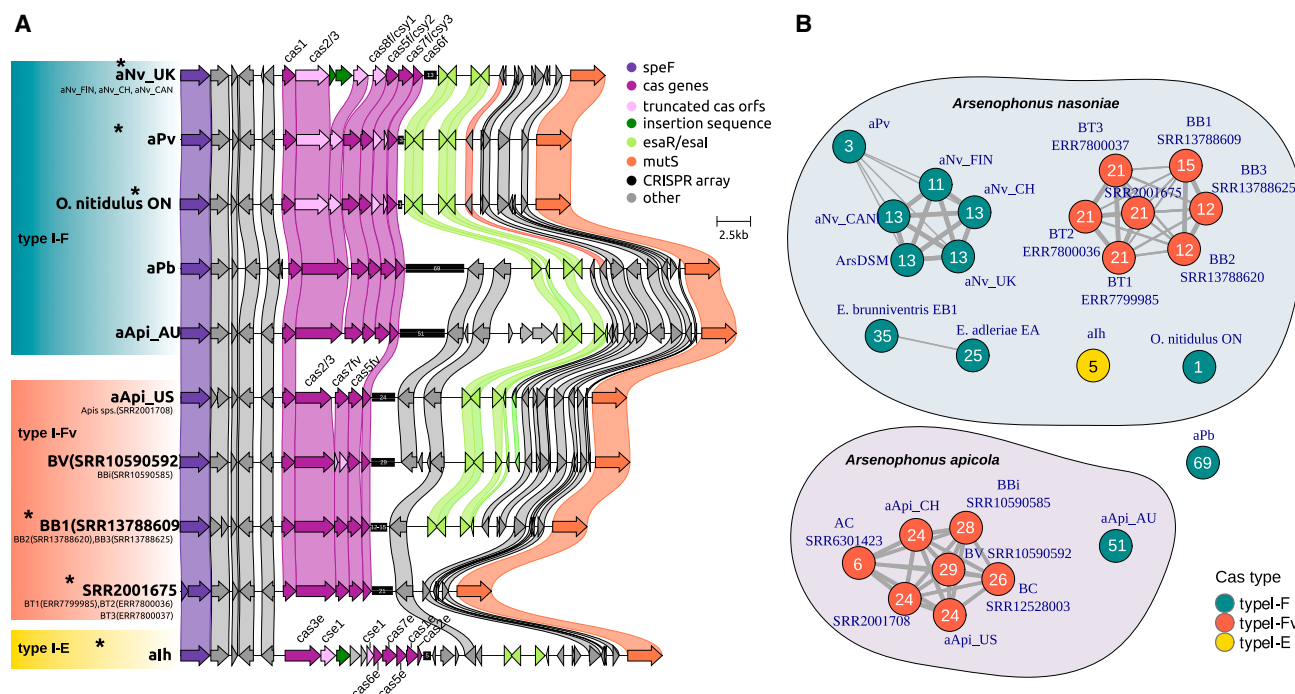 A
cas1
cas2/3
cas8f/csy1
cas5f/csy2
cas7f/csy3
cas6f
*
aNv_UK
aNv_FIN, aNv_CH, aNv_CAN
13
* aPv
*
O. nitidulus ON
type I-F
aPb
69
aApi_AU
51
speF
cas genes
truncated cas orfs
insertion sequence
esaR/esaI
mutS
CRISPR array
other
2.5kb
cas2/3
cas7fv
cas5fv
aApi_US
24
Apis sps.(SRR2001708)
type I-Fv
BV(SRR10590592)
29
BBi(SRR10590585)
* BB1(SRR13788609
BB2(SRR13788620),BB3(SRR13788625)
*
SRR2001675
21
BT1(ERR7799985),BT2(ERR7800036)
BT3(ERR7800037)
type I-E
*
aIh
cas3e
cse1
cse1
cas7e
cas6e
cas5e
B
Arsenophonus nasoniae
aPv
3
aNv_FIN
11
aNv_CH
13
aNv_CAN
13
ArsDSM
13
aNv_UK
13
BT3
ERR7800037
21
BB1
SRR13788609
15
BB3
SRR13788625
12
SRR2001675
21
BT2
ERR7800036
21
BB2
SRR13788620
12
BT1
ERR7799985
21
E. brunniventris EB1
35
E. adleriae EA
25
aIh
5
O. nitidulus ON
1
Arsenophonus apicola
aPb
69
aApi_CH
24
BBi
SRR10590585
28
AC
SRR6301423
6
BV SRR10590592
29
BC
SRR12528003
26
SRR2001708
24
aApi_US
24
aApi_AU
51
Cas type
typeI-F
typeI-Fv
typeI-E